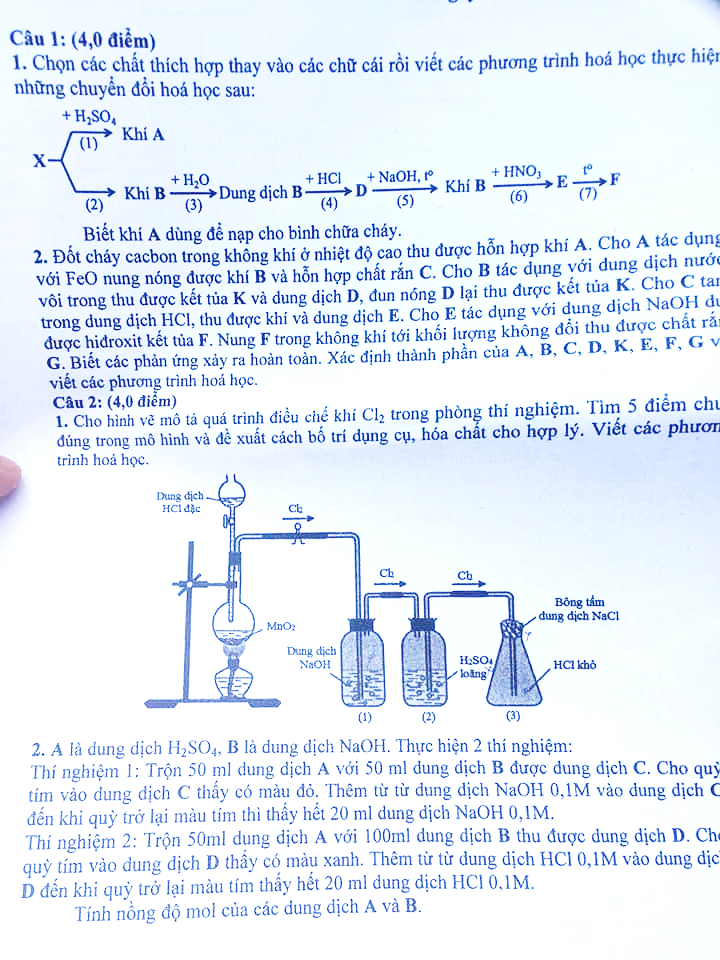 Câu 1: (4,0 điểm)
1. Chọn các chất thích hợp thay vào các chữ cái rồi viết các phương trình hoá học thực hiện
những chuyển đổi hoá học sau:
+ H₂SO₄
(1)
Khí A
X
(2)
Khí B
+ H₂O
(3)
Dung dịch B
+ HCl
(4)
D
+ NaOH, t°
(5)
Khí B
+ HNO₃
(6)
E
t°
(7)
F
Biết khí A dùng để nạp cho bình chữa cháy.
2. Đốt cháy cacbon trong không khí ở nhiệt độ cao thu được hỗn hợp khí A. Cho A tác dụng
với FeO nung nóng được khí B và hỗn hợp chất rắn C. Cho B tác dụng với dung dịch nước
vôi trong thu được kết tủa K và dung dịch D, đun nóng D lại thu được kết tủa K. Cho C tan
trong dung dịch HCl, thu được khí và dung dịch E. Cho E tác dụng với dung dịch NaOH dư
được hiđroxit kết tủa F. Nung F trong không khí tới khối lượng không đổi thu được chất rắn
G. Biết các phản ứng xảy ra hoàn toàn. Xác định thành phần của A, B, C, D, K, E, F, G v
viết các phương trình hoá học.
Câu 2: (4,0 điểm)
1. Cho hình vẽ mô tả quá trình điều chế khí Cl₂ trong phòng thí nghiệm. Tìm 5 điểm chư
đúng trong mô hình và đề xuất cách bố trí dụng cụ, hóa chất cho hợp lý. Viết các phươn
trình hoá học.
Dung dịch
HCl đặc
Cl₂
Cl₂
Cl₂
MnO₂
Dung dịch
NaOH
H₂SO₄
loãng
Bông tẩm
dung dịch NaCl
HCl khô
(1)
(2)
(3)
2. A là dung dịch H₂SO₄, B là dung dịch NaOH. Thực hiện 2 thí nghiệm:
Thí nghiệm 1: Trộn 50 ml dung dịch A với 50 ml dung dịch B được dung dịch C. Cho quỳ
tím vào dung dịch C thấy có màu đỏ. Thêm từ từ dung dịch NaOH 0,1M vào dung dịch C
đến khi quỳ trở lại màu tím thì thấy hết 20 ml dung dịch NaOH 0,1M.
Thí nghiệm 2: Trộn 50ml dung dịch A với 100ml dung dịch B thu được dung dịch D. Cho
quỳ tím vào dung dịch D thấy có màu xanh. Thêm từ từ dung dịch HCl 0,1M vào dung dịc
D đến khi quỳ trở lại màu tím thấy hết 20 ml dung dịch HCl 0,1M.
Tính nồng độ mol của các dung dịch A và B.